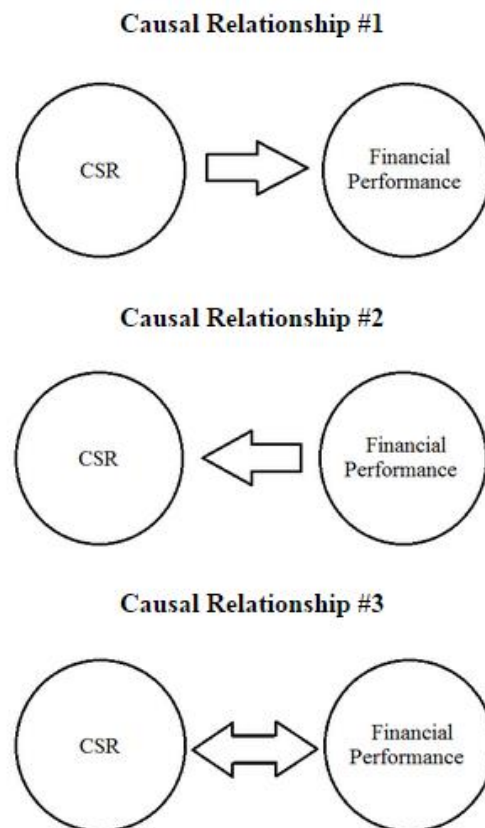 Causal Relationship #1
CSR
Financial
Performance
Causal Relationship #2
CSR
Financial
Performance
Causal Relationship #3
CSR
Financial
Performance